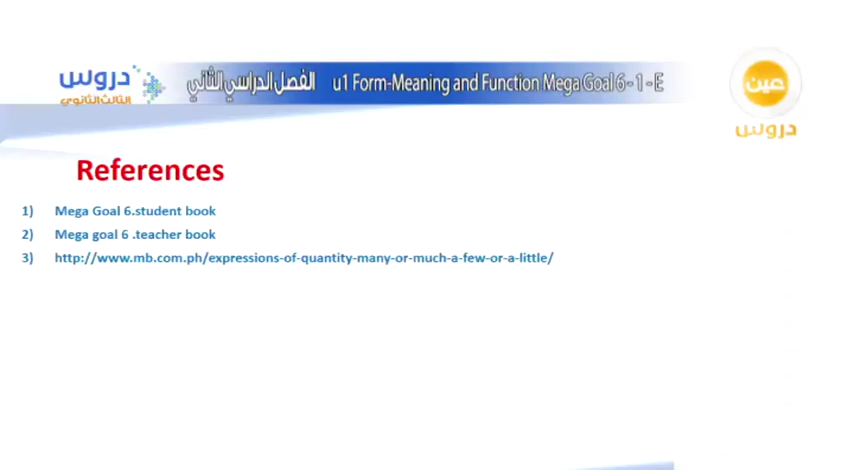 دروس
الثالث الثانوي
الفصل الدراسي الثاني u1 Form-Meaning and Function Mega Goal 6 - 1 - E
عين
دروس
References
1) Mega Goal 6.student book
2) Mega goal 6 .teacher book
3) http://www.mb.com.ph/expressions-of-quantity-many-or-much-a-few-or-a-little/